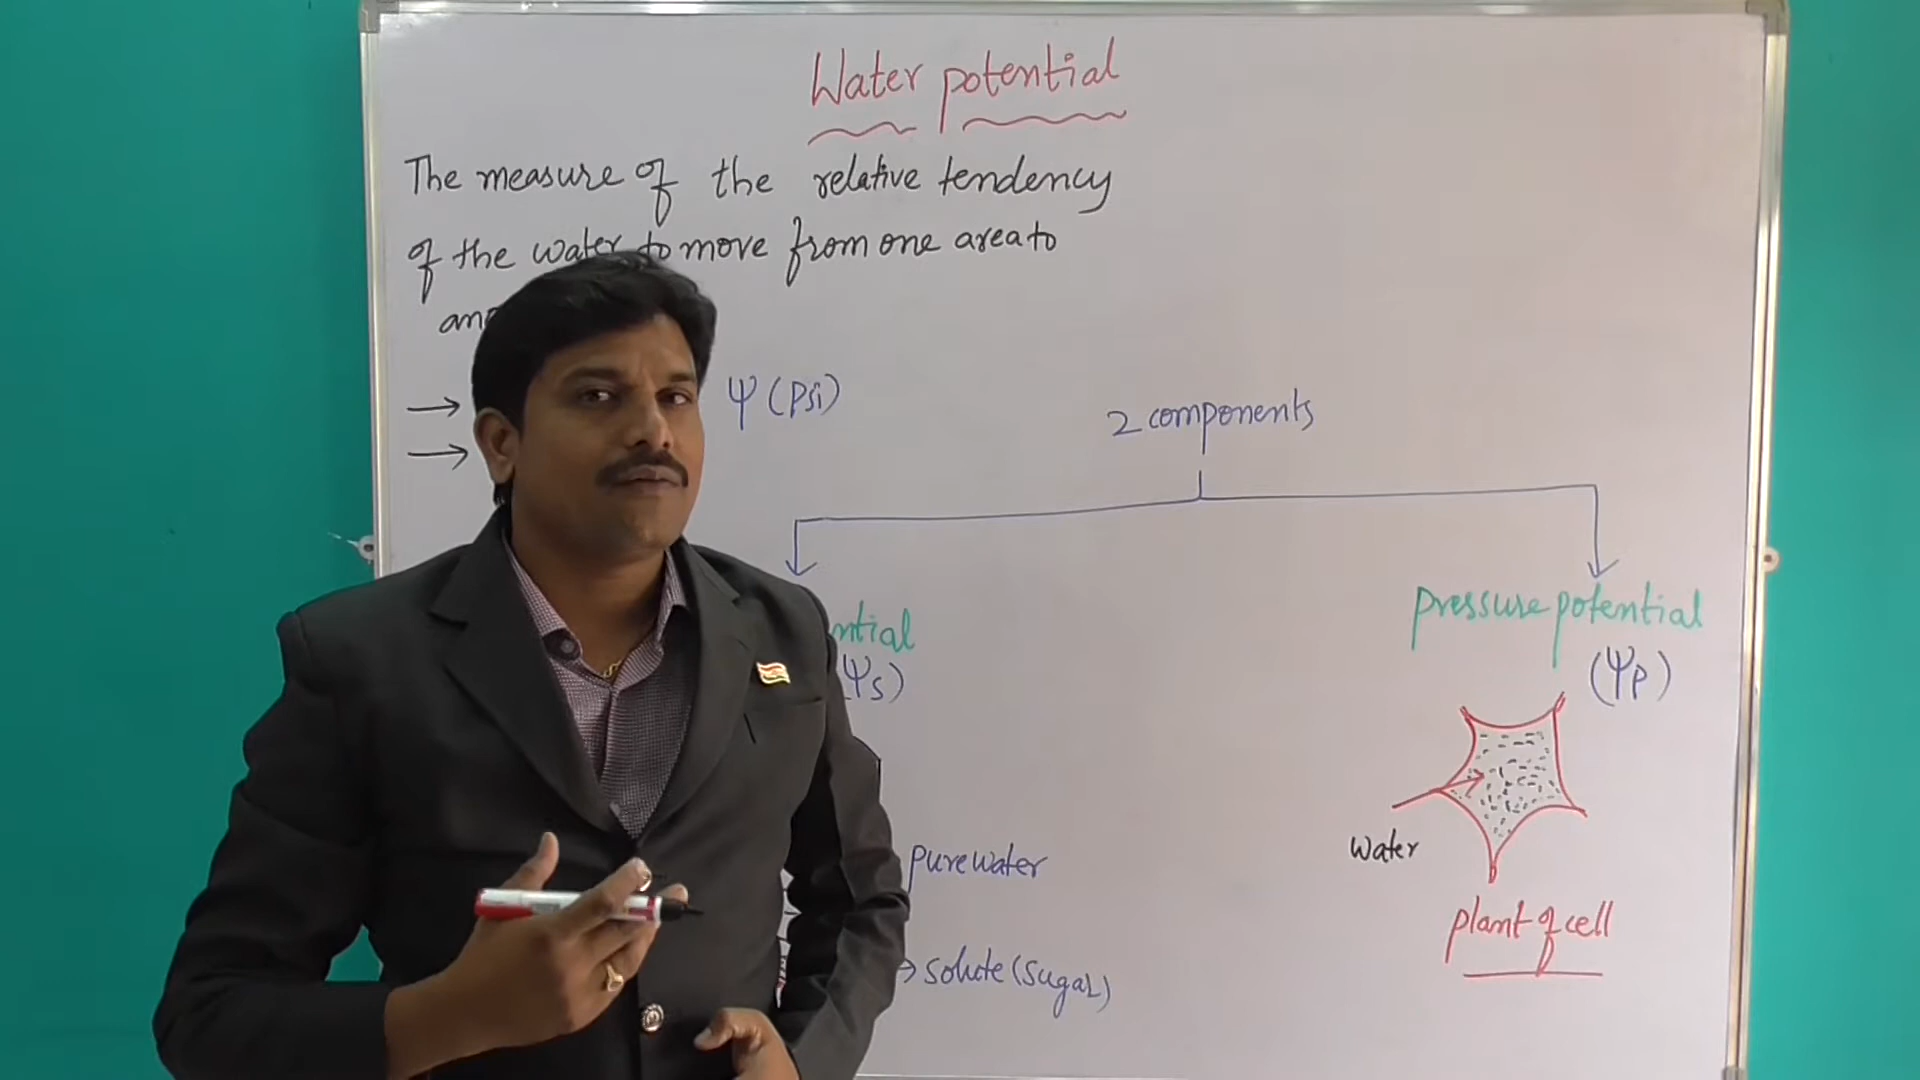 Water potential
The measure of the relative tendency
of the water to move from one area to
Ψ (Psi)
2 components
pressure potential
(Ψs)
(Ψp)
pure water
water
plant of cell
→ solute (sugar)